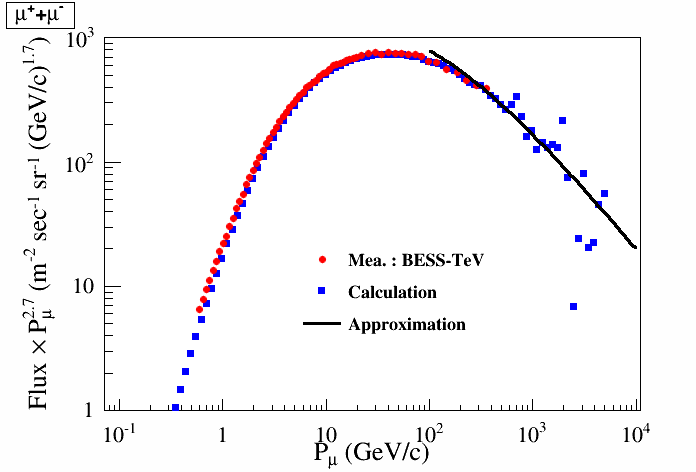 μ⁺+μ⁻
Flux × P_μ^2.7 (m⁻² sec⁻¹ sr⁻¹ (GeV/c)^1.7)
10³
10²
10
1
Mea. : BESS-TeV
Calculation
Approximation
10⁻¹ 1 10 10² 10³ 10⁴
P_μ (GeV/c)